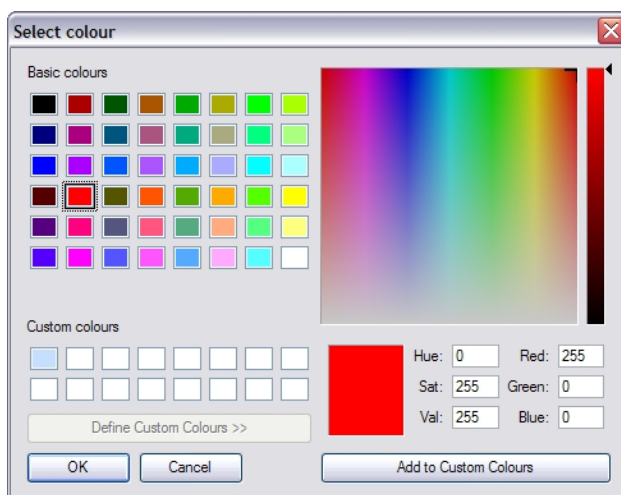 Select colour
Basic colours
Custom colours
Define Custom Colours >>
OK Cancel
Hue: 0 Red: 255
Sat: 255 Green: 0
Val: 255 Blue: 0
Add to Custom Colours